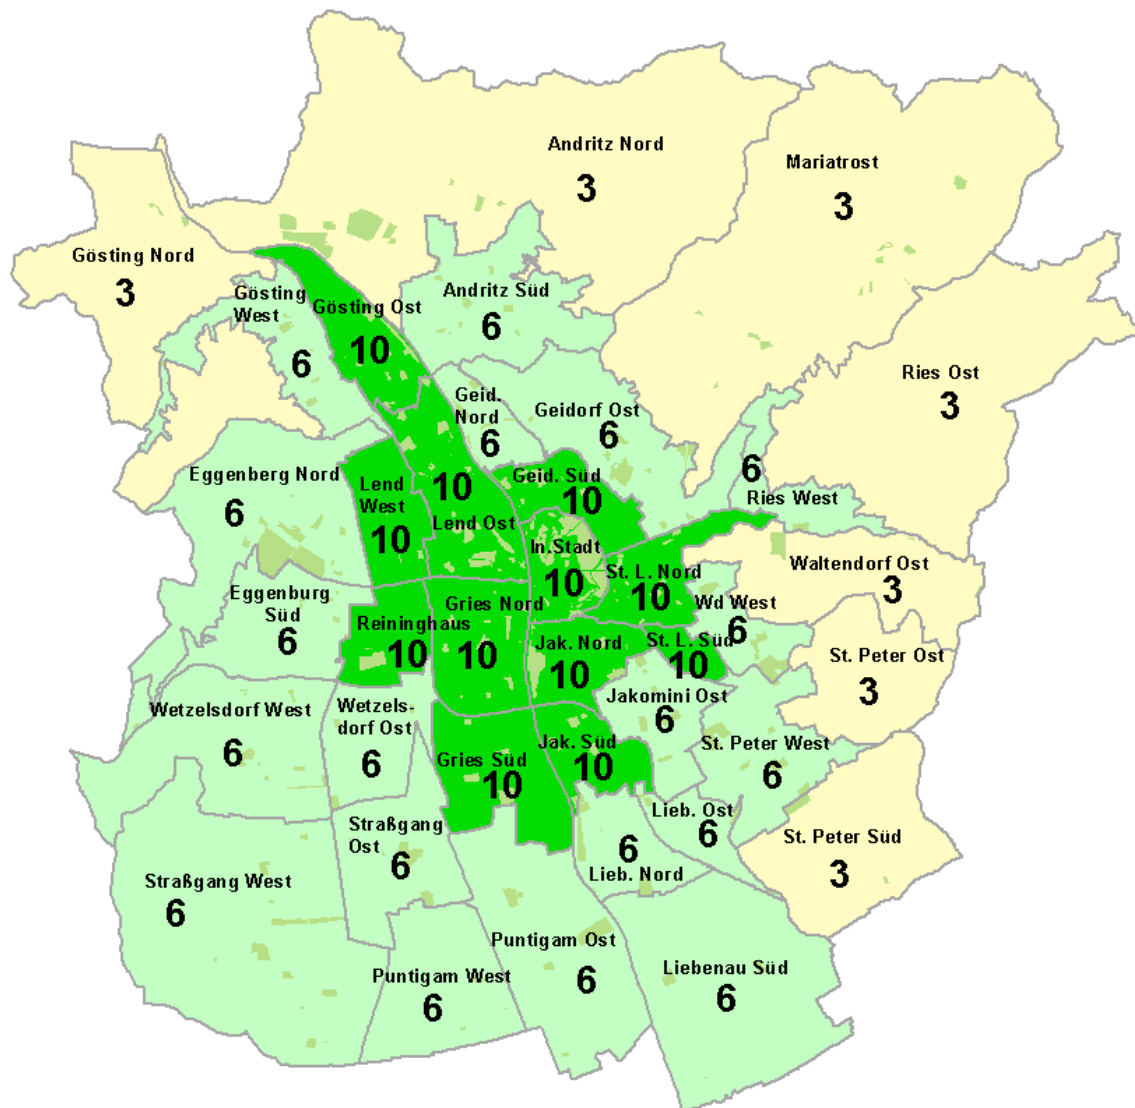 Andritz Nord
3
Mariatrost
3
Gösting Nord
3
Gösting
West
6
Gösting Ost
10
Andritz Süd
6
Ries Ost
3
Geid.
Nord
6
Geidorf Ost
6
Eggenberg Nord
6
Lend
West
10
10
Lend Ost
Geid. Süd
10
6
Ries West
In.Stadt
10
St. L. Nord
10
Waltendorf Ost
3
Eggenburg
Süd
6
Gries Nord
10
Wd West
6
Reininghaus
10
Jak. Nord
10
St. L. Süd
10
St. Peter Ost
3
Wetzelsdorf West
6
Wetzels-
dorf Ost
6
Jakomini Ost
6
Gries Süd
10
Jak. Süd
10
St. Peter West
6
Straßgang
Ost
6
Lieb. Ost
6
6
Lieb. Nord
St. Peter Süd
3
Straßgang West
6
Puntigam Ost
6
Puntigam West
6
Liebenau Süd
6